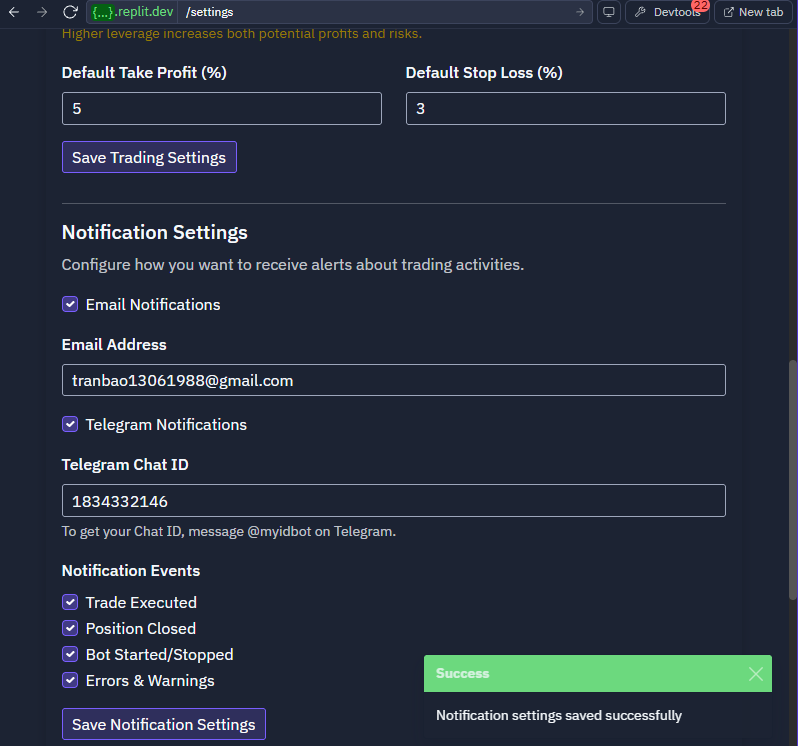 {...}.replit.dev /settings Devtools 22 New tab
Higher leverage increases both potential profits and risks.
Default Take Profit (%) Default Stop Loss (%)
5 3
Save Trading Settings
Notification Settings
Configure how you want to receive alerts about trading activities.
Email Notifications
Email Address
tranbao13061988@gmail.com
Telegram Notifications
Telegram Chat ID
1834332146
To get your Chat ID, message @myidbot on Telegram.
Notification Events
Trade Executed
Position Closed
Bot Started/Stopped
Errors & Warnings
Save Notification Settings
Success
Notification settings saved successfully